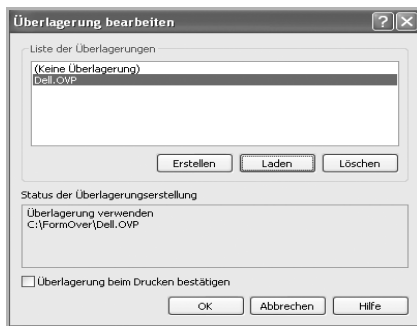 Überlagerung bearbeiten
Liste der Überlagerungen
(Keine Überlagerung)
Dell.OVP
Erstellen Laden Löschen
Status der Überlagerungserstellung
Überlagerung verwenden
C:\FormOver\Dell.OVP
Überlagerung beim Drucken bestätigen
OK Abbrechen Hilfe